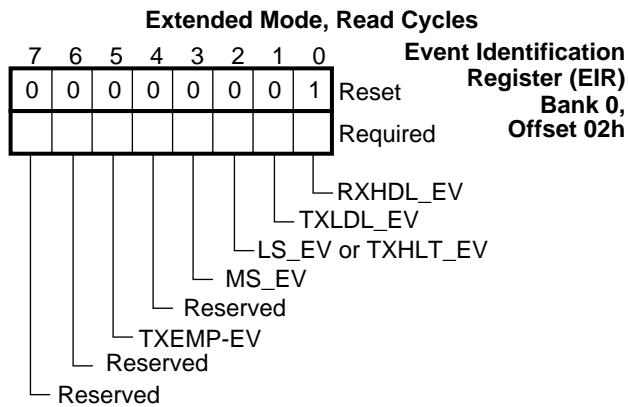 Extended Mode, Read Cycles
7 6 5 4 3 2 1 0
Event Identification
Register (EIR)
Bank 0,
Offset 02h
0 0 0 0 0 0 0 1 Reset
Required
RXHDL_EV
TXLDL_EV
LS_EV or TXHLT_EV
MS_EV
Reserved
TXEMP-EV
Reserved
Reserved